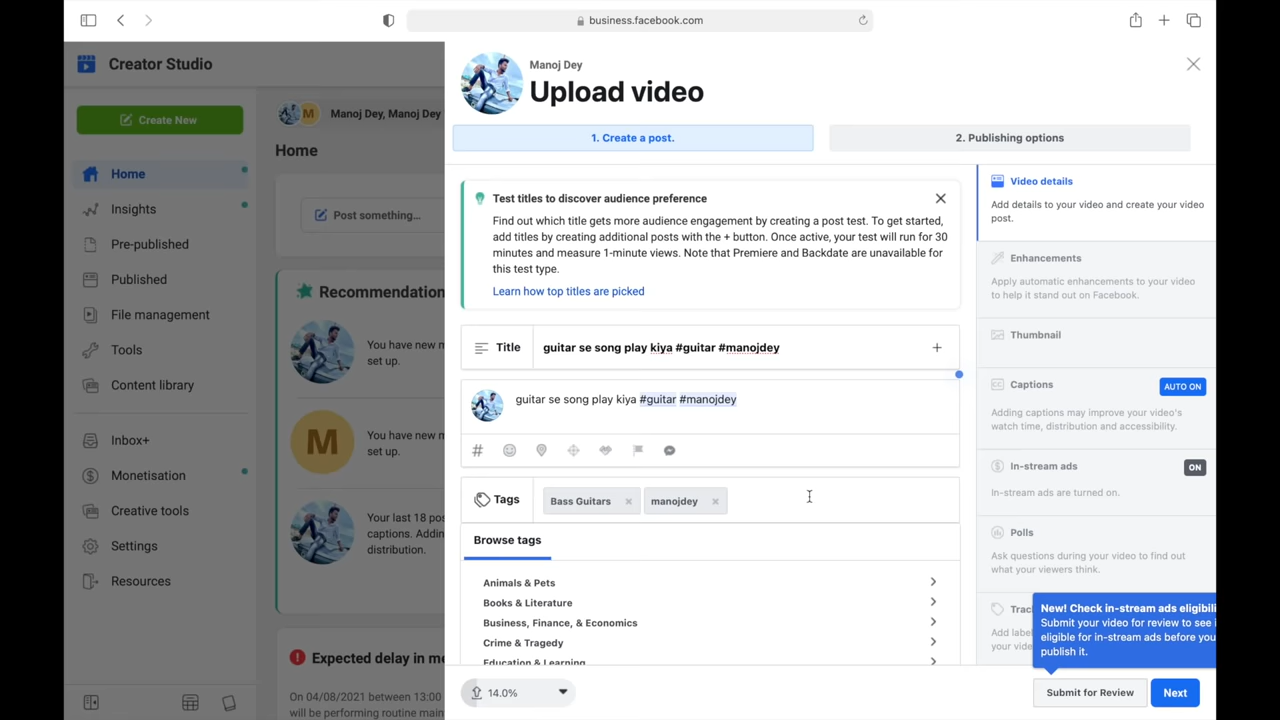 business.facebook.com
Creator Studio
Create New
Home
Insights
Pre-published
Published
File management
Tools
Content library
Inbox+
Monetisation
Creative tools
Settings
Resources
M
Manoj Dey, Manoj Dey
Home
Post something...
Recommendation
You have new m
set up.
M
You have new m
set up.
Your last 18 pos
captions. Addin
distribution.
Expected delay in me
On 04/08/2021 between 13:00
will be performing routine main
Manoj Dey
Upload video
1. Create a post.
2. Publishing options
Test titles to discover audience preference
Find out which title gets more audience engagement by creating a post test. To get started,
add titles by creating additional posts with the + button. Once active, your test will run for 30
minutes and measure 1-minute views. Note that Premiere and Backdate are unavailable for
this test type.
Learn how top titles are picked
Title
guitar se song play kiya #guitar #manojdey
guitar se song play kiya #guitar #manojdey
Tags
Bass Guitars
manojdey
Browse tags
Animals & Pets
Books & Literature
Business, Finance, & Economics
Crime & Tragedy
Education & Learning
14.0%
Video details
Add details to your video and create your video
post.
Enhancements
Apply automatic enhancements to your video
to help it stand out on Facebook.
Thumbnail
Captions
AUTO ON
Adding captions may improve your video's
watch time, distribution and accessibility.
In-stream ads
ON
In-stream ads are turned on.
Polls
Ask questions during your video to find out
what your viewers think.
Trac
Add label
your vide
New! Check in-stream ads eligibili
Submit your video for review to see i
eligible for in-stream ads before you
publish it.
Submit for Review
Next